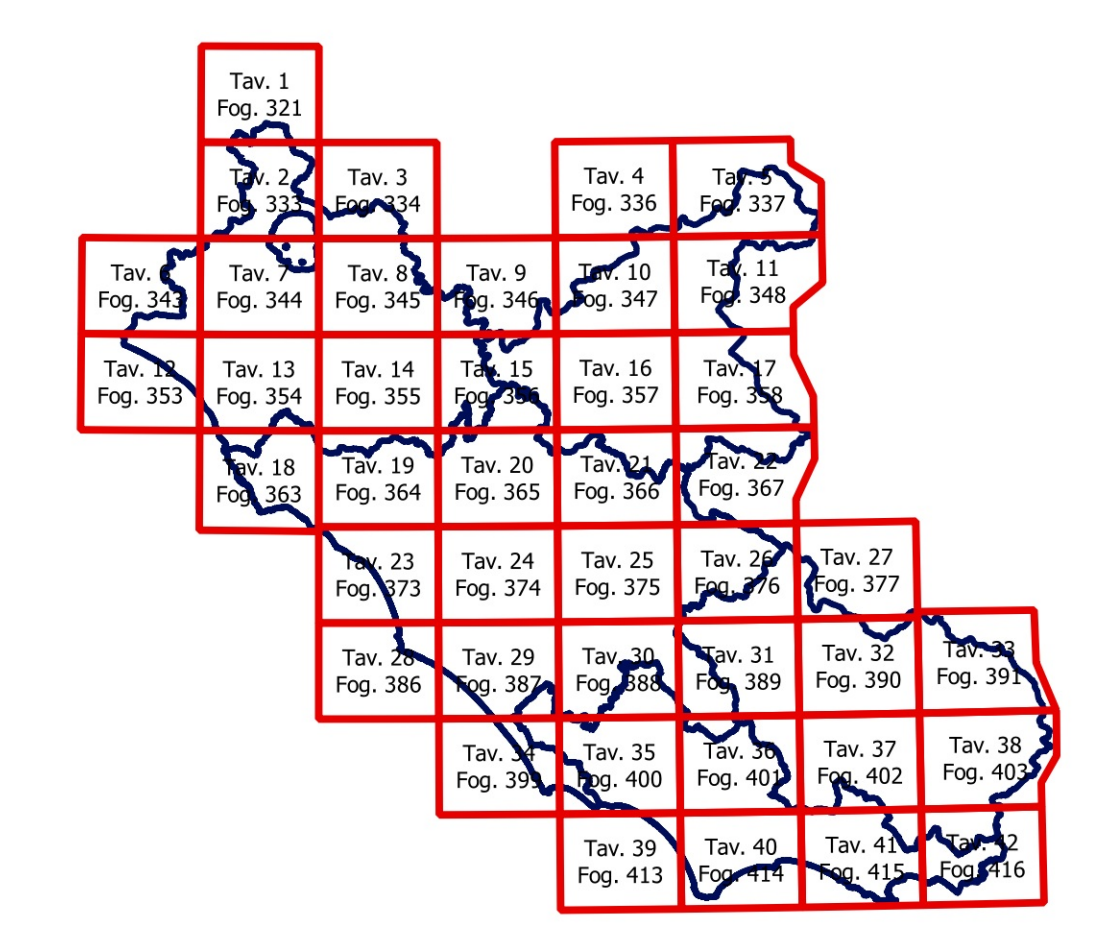 Tav. 1
Fog. 321
Tav. 2
Fog. 333
Tav. 3
Fog. 334
Tav. 4
Fog. 336
Tav. 5
Fog. 337
Tav. 6
Fog. 343
Tav. 7
Fog. 344
Tav. 8
Fog. 345
Tav. 9
Fog. 346
Tav. 10
Fog. 347
Tav. 11
Fog. 348
Tav. 12
Fog. 353
Tav. 13
Fog. 354
Tav. 14
Fog. 355
Tav. 15
Fog. 356
Tav. 16
Fog. 357
Tav. 17
Fog. 358
Tav. 18
Fog. 363
Tav. 19
Fog. 364
Tav. 20
Fog. 365
Tav. 21
Fog. 366
Tav. 22
Fog. 367
Tav. 23
Fog. 373
Tav. 24
Fog. 374
Tav. 25
Fog. 375
Tav. 26
Fog. 376
Tav. 27
Fog. 377
Tav. 28
Fog. 386
Tav. 29
Fog. 387
Tav. 30
Fog. 388
Tav. 31
Fog. 389
Tav. 32
Fog. 390
Tav. 33
Fog. 391
Tav. 34
Fog. 399
Tav. 35
Fog. 400
Tav. 36
Fog. 401
Tav. 37
Fog. 402
Tav. 38
Fog. 403
Tav. 39
Fog. 413
Tav. 40
Fog. 414
Tav. 41
Fog. 415
Tav. 42
Fog. 416